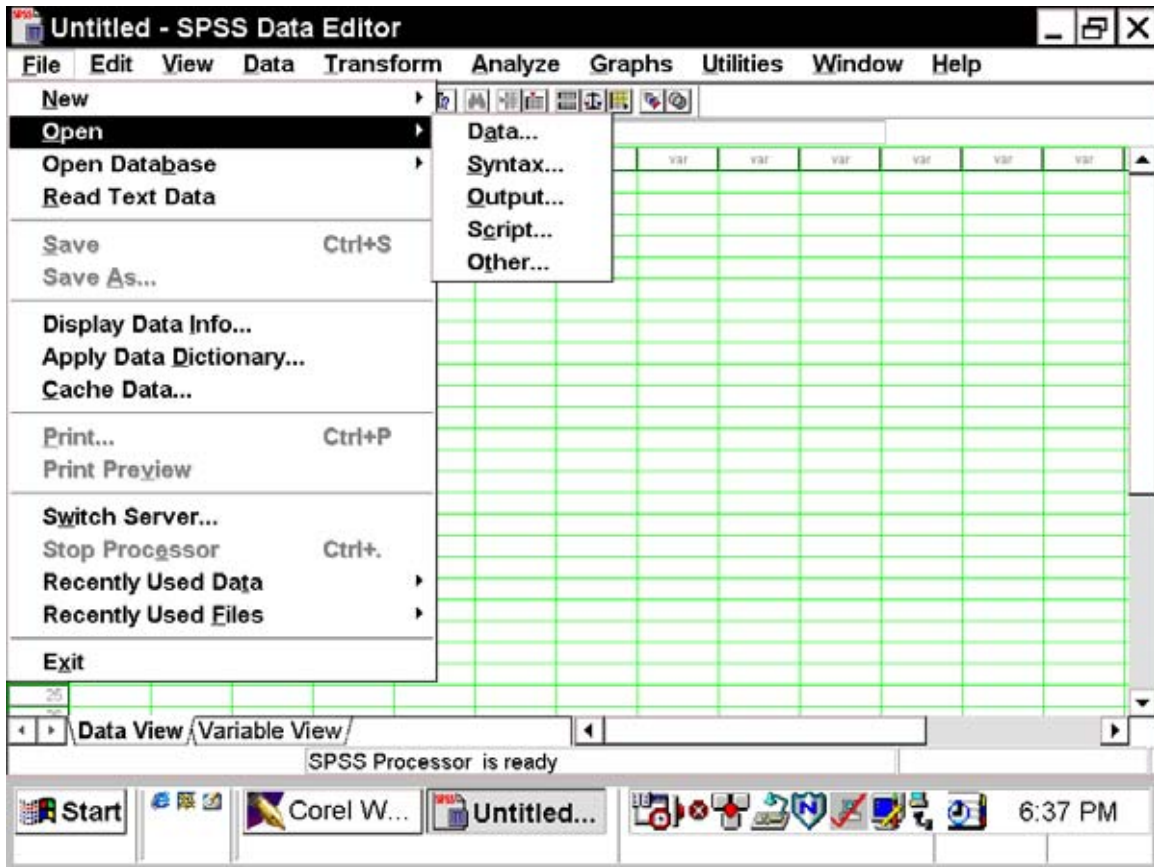 SPSS
Untitled - SPSS Data Editor
File Edit View Data Transform Analyze Graphs Utilities Window Help
New
Open
Open Database
Read Text Data
Save Ctrl+S
Save As...
Display Data Info...
Apply Data Dictionary...
Cache Data...
Print... Ctrl+P
Print Preview
Switch Server...
Stop Processor Ctrl+.
Recently Used Data
Recently Used Files
Exit
Data...
Syntax...
Output...
Script...
Other...
var var var var var var
25
Data View Variable View
SPSS Processor is ready
Start Corel W... Untitled... 6:37 PM